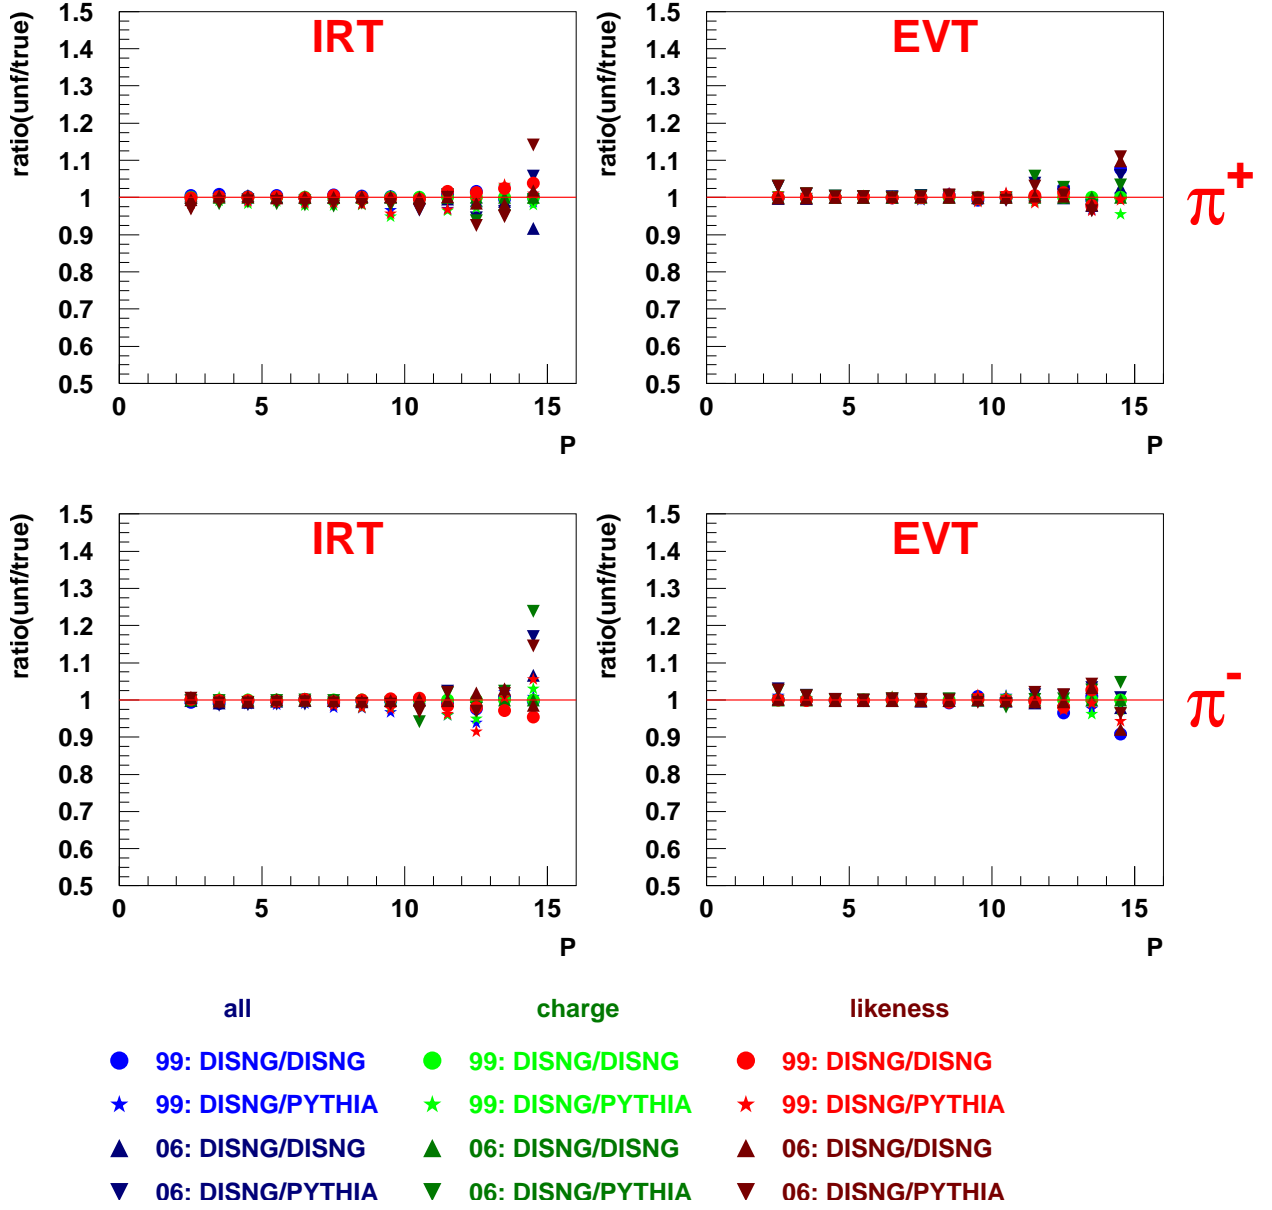 IRT
ratio(unf/true)
1.5
1.4
1.3
1.2
1.1
1
0.9
0.8
0.7
0.6
0.5
0
5
10
15
P
EVT
ratio(unf/true)
1.5
1.4
1.3
1.2
1.1
1
0.9
0.8
0.7
0.6
0.5
0
5
10
15
P
π+
IRT
ratio(unf/true)
1.5
1.4
1.3
1.2
1.1
1
0.9
0.8
0.7
0.6
0.5
0
5
10
15
P
EVT
ratio(unf/true)
1.5
1.4
1.3
1.2
1.1
1
0.9
0.8
0.7
0.6
0.5
0
5
10
15
P
π-
all
99: DISNG/DISNG
99: DISNG/PYTHIA
06: DISNG/DISNG
06: DISNG/PYTHIA
charge
99: DISNG/DISNG
99: DISNG/PYTHIA
06: DISNG/DISNG
06: DISNG/PYTHIA
likeness
99: DISNG/DISNG
99: DISNG/PYTHIA
06: DISNG/DISNG
06: DISNG/PYTHIA